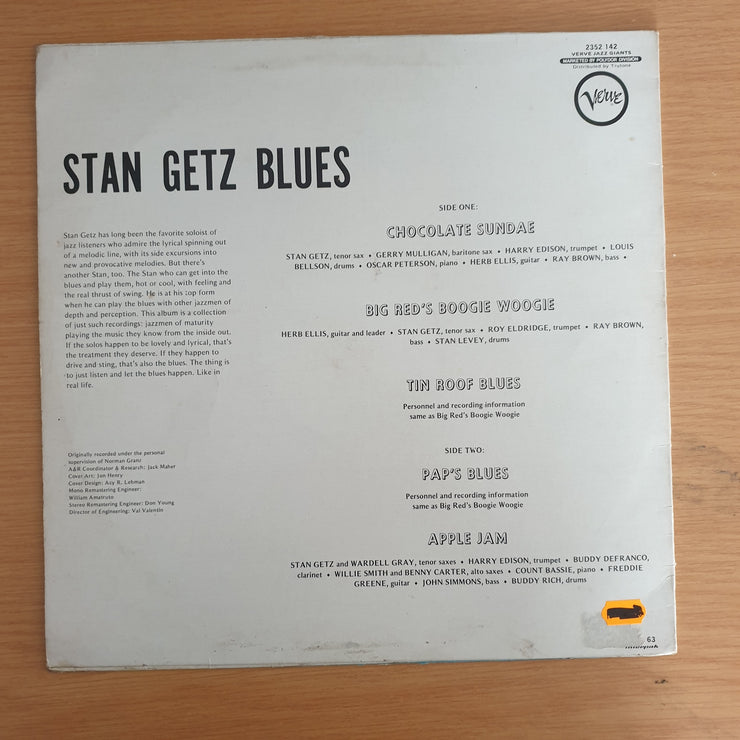 2352 142
VERVE JAZZ GIANTS
MARKETED BY POLYDOR DIVISION
Distributed by Trutone
Verve
STAN GETZ BLUES
Stan Getz has long been the favorite soloist of
jazz listeners who admire the lyrical spinning out
of a melodic line, with its side excursions into
new and provocative melodies. But there's
another Stan, too. The Stan who can get into the
blues and play them, hot or cool, with feeling and
the real thrust of swing. He is at his top form
when he can play the blues with other jazzmen of
depth and perception. This album is a collection
of just such recordings: jazzmen of maturity
playing the music they know from the inside out.
If the solos happen to be lovely and lyrical, that's
the treatment they deserve. If they happen to
drive and sting, that's also the blues. The thing is
to just listen and let the blues happen. Like in
real life.
Originally recorded under the personal
supervision of Norman Granz
A&R Coordinator & Research: Jack Maher
Cover Art: Jon Henry
Cover Design: Acy R. Lehman
Mono Remastering Engineer:
William Amatruso
Stereo Remastering Engineer: Don Young
Director of Engineering: Val Valentin
SIDE ONE:
CHOCOLATE SUNDAE
STAN GETZ, tenor sax • GERRY MULLIGAN, baritone sax • HARRY EDISON, trumpet • LOUIS
BELLSON, drums • OSCAR PETERSON, piano • HERB ELLIS, guitar • RAY BROWN, bass •
BIG RED'S BOOGIE WOOGIE
HERB ELLIS, guitar and leader • STAN GETZ, tenor sax • ROY ELDRIDGE, trumpet • RAY BROWN,
bass • STAN LEVEY, drums
TIN ROOF BLUES
Personnel and recording information
same as Big Red's Boogie Woogie
SIDE TWO:
PAP'S BLUES
Personnel and recording information
same as Big Red's Boogie Woogie
APPLE JAM
STAN GETZ and WARDELL GRAY, tenor saxes • HARRY EDISON, trumpet • BUDDY DEFRANCO,
clarinet • WILLIE SMITH and BENNY CARTER, alto saxes • COUNT BASSIE, piano • FREDDIE
GREENE, guitar • JOHN SIMMONS, bass • BUDDY RICH, drums
63